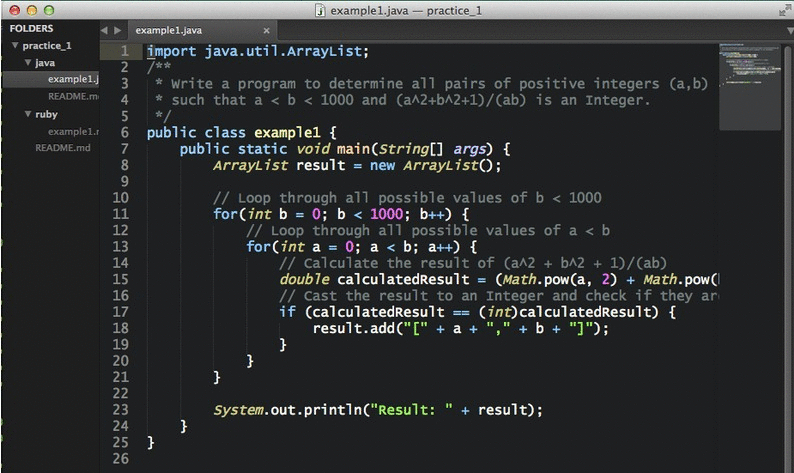 example1.java — practice_1
FOLDERS
practice_1
java
example1.j
README.m
ruby
example1.r
README.md
example1.java ×
1 import java.util.ArrayList;
2 /**
3 * Write a program to determine all pairs of positive integers (a,b)
4 * such that a < b < 1000 and (a^2+b^2+1)/(ab) is an Integer.
5 */
6 public class example1 {
7 public static void main(String[] args) {
8 ArrayList result = new ArrayList();
9
10 // Loop through all possible values of b < 1000
11 for(int b = 0; b < 1000; b++) {
12 // Loop through all possible values of a < b
13 for(int a = 0; a < b; a++) {
14 // Calculate the result of (a^2 + b^2 + 1)/(ab)
15 double calculatedResult = (Math.pow(a, 2) + Math.pow(b
16 // Cast the result to an Integer and check if they ar
17 if (calculatedResult == (int)calculatedResult) {
18 result.add("[" + a + "," + b + "]");
19 }
20 }
21 }
22
23 System.out.println("Result: " + result);
24 }
25 }
26